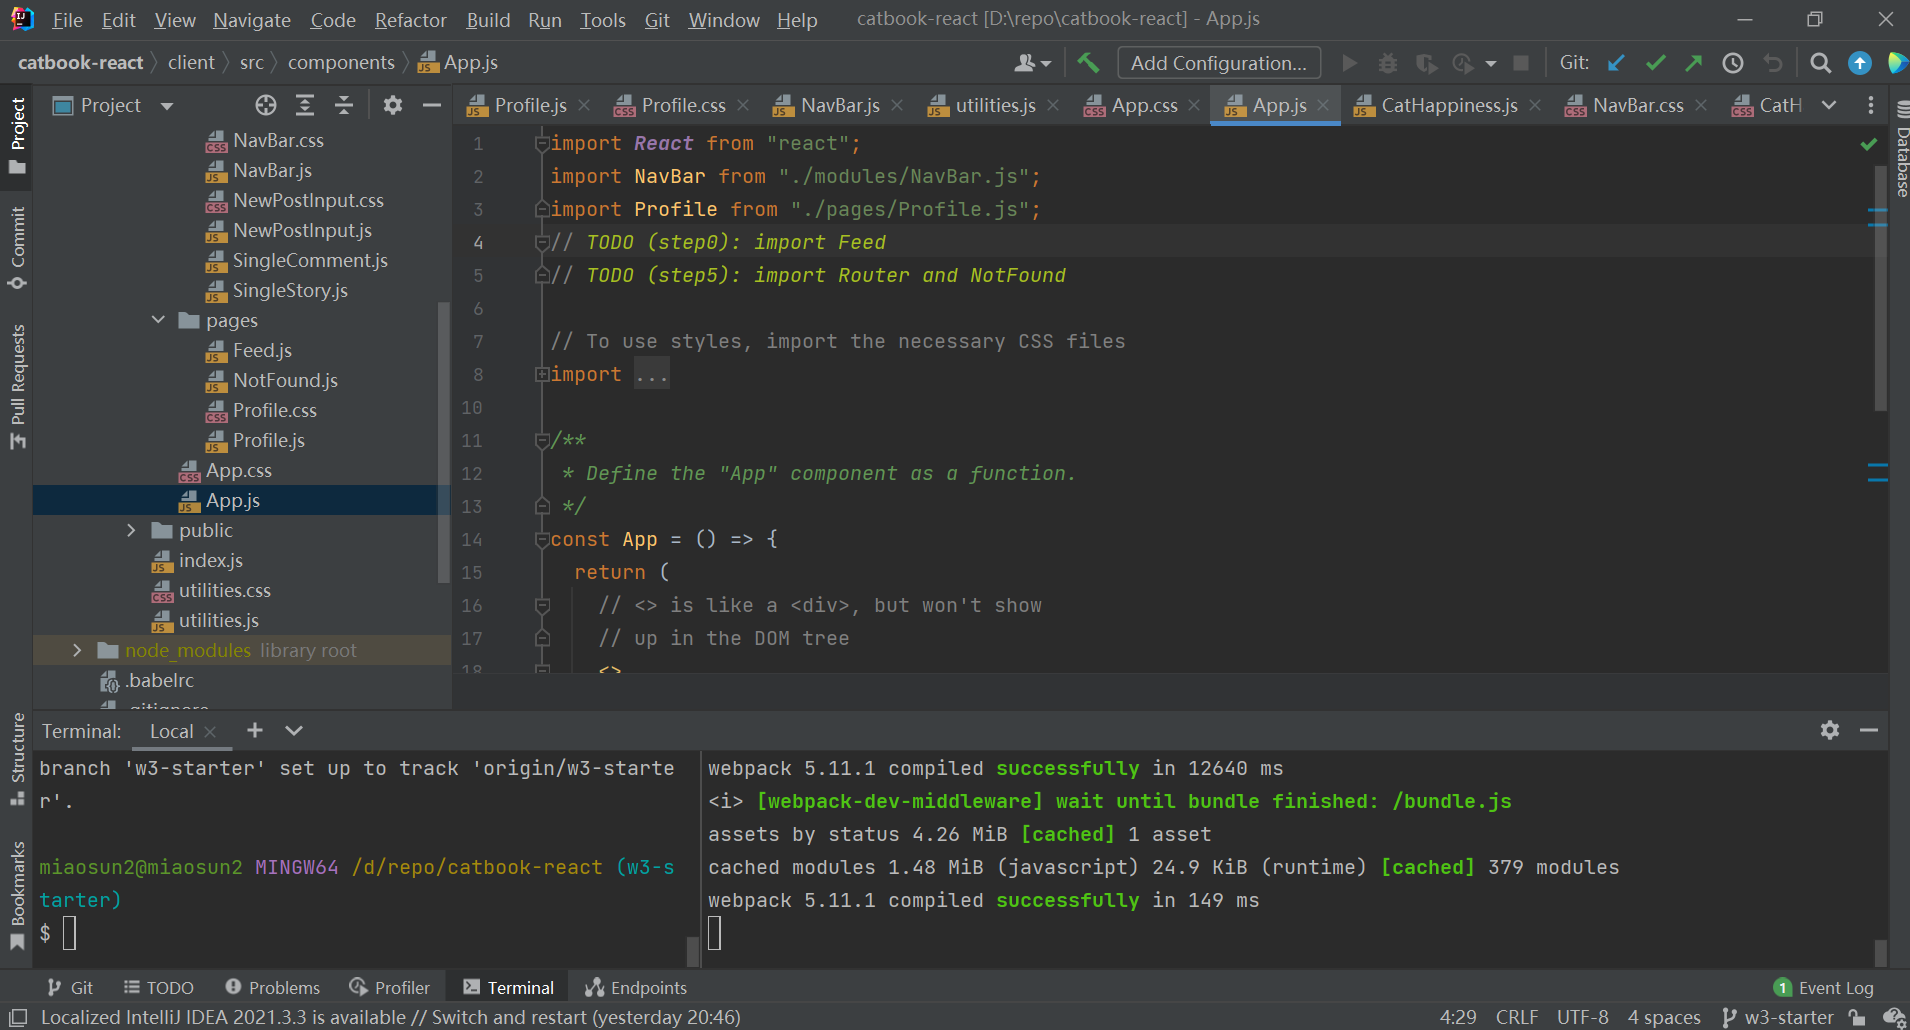 File Edit View Navigate Code Refactor Build Run Tools Git Window Help catbook-react [D:\repo\catbook-react] - App.js
catbook-react client src components App.js Add Configuration... Git:
Project
Profile.js Profile.css NavBar.js utilities.js App.css App.js CatHappiness.js NavBar.css CatH
Project
Commit
Pull Requests
Structure
Bookmarks
Database
NavBar.css
NavBar.js
NewPostInput.css
NewPostInput.js
SingleComment.js
SingleStory.js
pages
Feed.js
NotFound.js
Profile.css
Profile.js
App.css
App.js
public
index.js
utilities.css
utilities.js
node_modules library root
.babelrc
.gitignore
1 import React from "react";
2 import NavBar from "./modules/NavBar.js";
3 import Profile from "./pages/Profile.js";
4 // TODO (step0): import Feed
5 // TODO (step5): import Router and NotFound
6
7 // To use styles, import the necessary CSS files
8 import ...
10
11 /**
12 * Define the "App" component as a function.
13 */
14 const App = () => {
15 return (
16 // <> is like a <div>, but won't show
17 // up in the DOM tree
18 <>
Terminal: Local
branch 'w3-starter' set up to track 'origin/w3-starte
r'.
miaosun2@miaosun2 MINGW64 /d/repo/catbook-react (w3-s
tarter)
$
webpack 5.11.1 compiled successfully in 12640 ms
<i> [webpack-dev-middleware] wait until bundle finished: /bundle.js
assets by status 4.26 MiB [cached] 1 asset
cached modules 1.48 MiB (javascript) 24.9 KiB (runtime) [cached] 379 modules
webpack 5.11.1 compiled successfully in 149 ms
Git TODO Problems Profiler Terminal Endpoints 1 Event Log
Localized IntelliJ IDEA 2021.3.3 is available // Switch and restart (yesterday 20:46) 4:29 CRLF UTF-8 4 spaces w3-starter